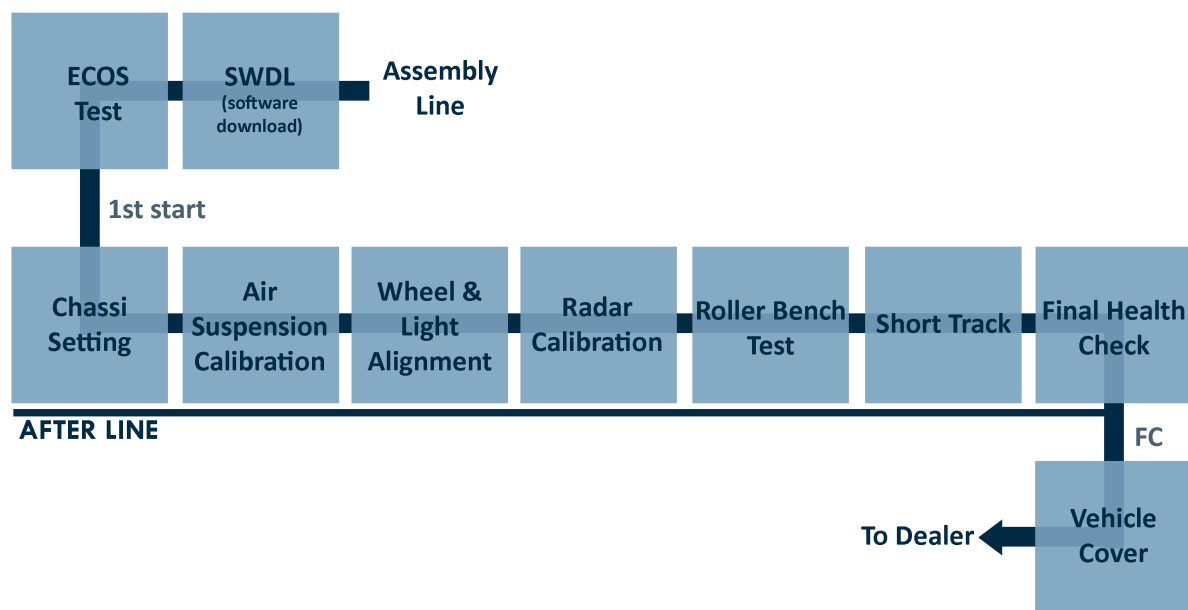 ECOS
Test
SWDL
(software
download)
Assembly
Line
1st start
Chassi
Setting
Air
Suspension
Calibration
Wheel &
Light
Alignment
Radar
Calibration
Roller Bench
Test
Short Track
Final Health
Check
AFTER LINE
FC
Vehicle
Cover
To Dealer